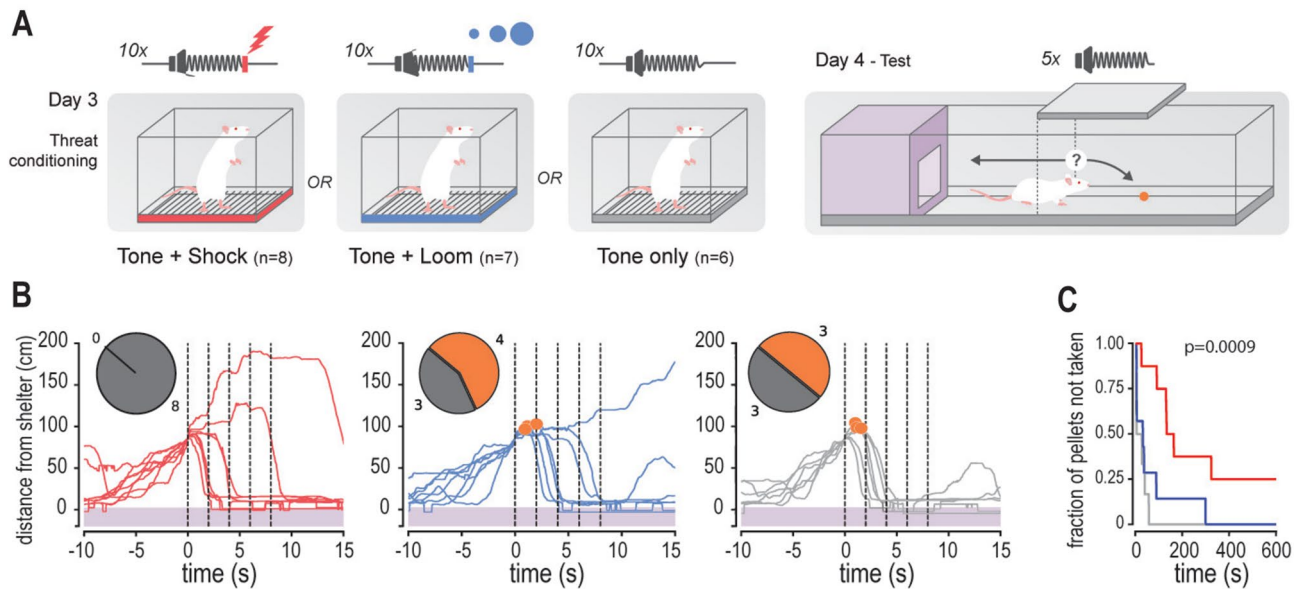 A
10x
10x
10x
Day 4 - Test
5x
Day 3
Threat
conditioning
OR
OR
?
Tone + Shock (n=8)
Tone + Loom (n=7)
Tone only (n=6)
B
distance from shelter (cm)
200
150
100
50
0
-10
-5
0
5
10
15
time (s)
0
8
200
150
100
50
0
-10
-5
0
5
10
15
time (s)
4
3
200
150
100
50
0
-10
-5
0
5
10
15
time (s)
3
3
C
fraction of pellets not taken
1.00
0.75
0.50
0.25
0
p=0.0009
0
200
400
600
time (s)